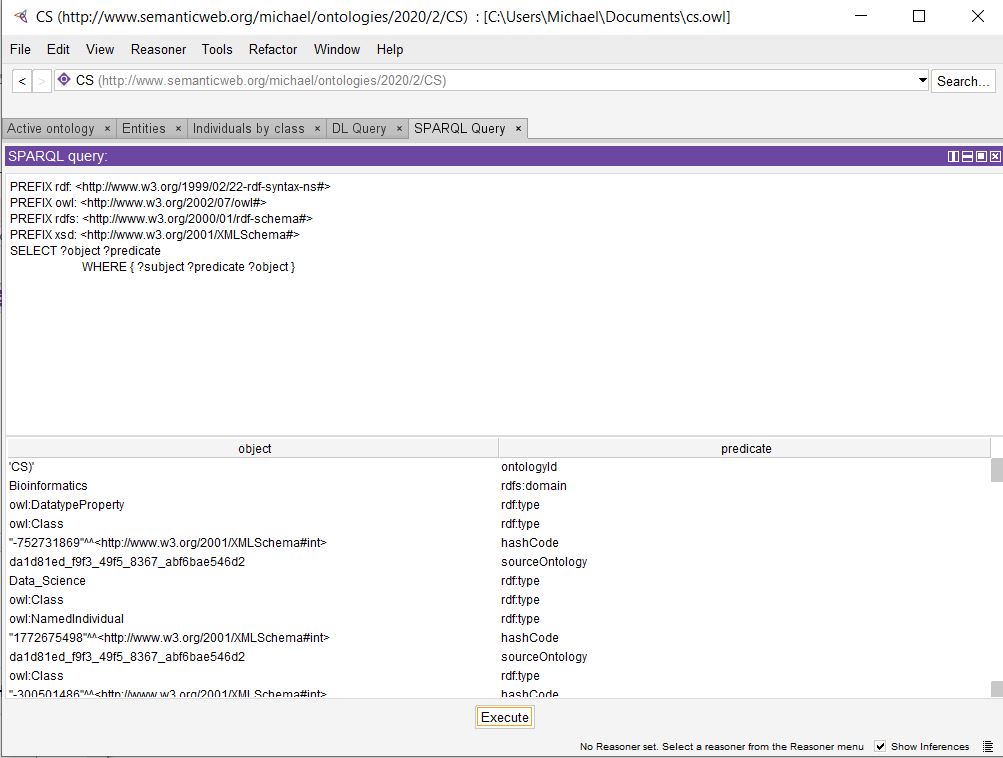 CS (http://www.semanticweb.org/michael/ontologies/2020/2/CS) : [C:\Users\Michael\Documents\cs.owl]
File Edit View Reasoner Tools Refactor Window Help
< > CS (http://www.semanticweb.org/michael/ontologies/2020/2/CS) Search...
Active ontology × Entities × Individuals by class × DL Query × SPARQL Query ×
SPARQL query:
PREFIX rdf: <http://www.w3.org/1999/02/22-rdf-syntax-ns#>
PREFIX owl: <http://www.w3.org/2002/07/owl#>
PREFIX rdfs: <http://www.w3.org/2000/01/rdf-schema#>
PREFIX xsd: <http://www.w3.org/2001/XMLSchema#>
SELECT ?object ?predicate
WHERE { ?subject ?predicate ?object }
object predicate
'CS)' ontologyId
Bioinformatics rdfs:domain
owl:DatatypeProperty rdf:type
owl:Class rdf:type
"-752731869"^^<http://www.w3.org/2001/XMLSchema#int> hashCode
da1d81ed_f9f3_49f5_8367_abf6bae546d2 sourceOntology
Data_Science rdf:type
owl:Class rdf:type
owl:NamedIndividual rdf:type
"1772675498"^^<http://www.w3.org/2001/XMLSchema#int> hashCode
da1d81ed_f9f3_49f5_8367_abf6bae546d2 sourceOntology
owl:Class rdf:type
"-300501486"^^<http://www.w3.org/2001/XMLSchema#int> hashCode
Execute
No Reasoner set. Select a reasoner from the Reasoner menu Show Inferences